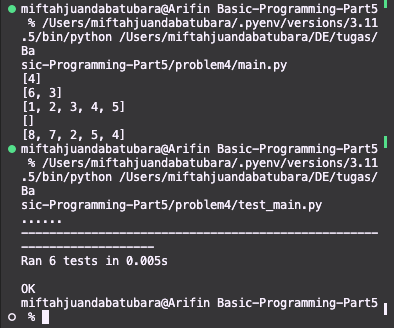 miftahjuandabatubara@Arifin Basic-Programming-Part5
% /Users/miftahjuandabatubara/.pyenv/versions/3.11
.5/bin/python /Users/miftahjuandabatubara/DE/tugas/
Ba
sic-Programming-Part5/problem4/main.py
[4]
[6, 3]
[1, 2, 3, 4, 5]
[]
[8, 7, 2, 5, 4]
miftahjuandabatubara@Arifin Basic-Programming-Part5
% /Users/miftahjuandabatubara/.pyenv/versions/3.11
.5/bin/python /Users/miftahjuandabatubara/DE/tugas/
Ba
sic-Programming-Part5/problem4/test_main.py
......
---------------------------------------------------
-------------------
Ran 6 tests in 0.005s
OK
miftahjuandabatubara@Arifin Basic-Programming-Part5
%